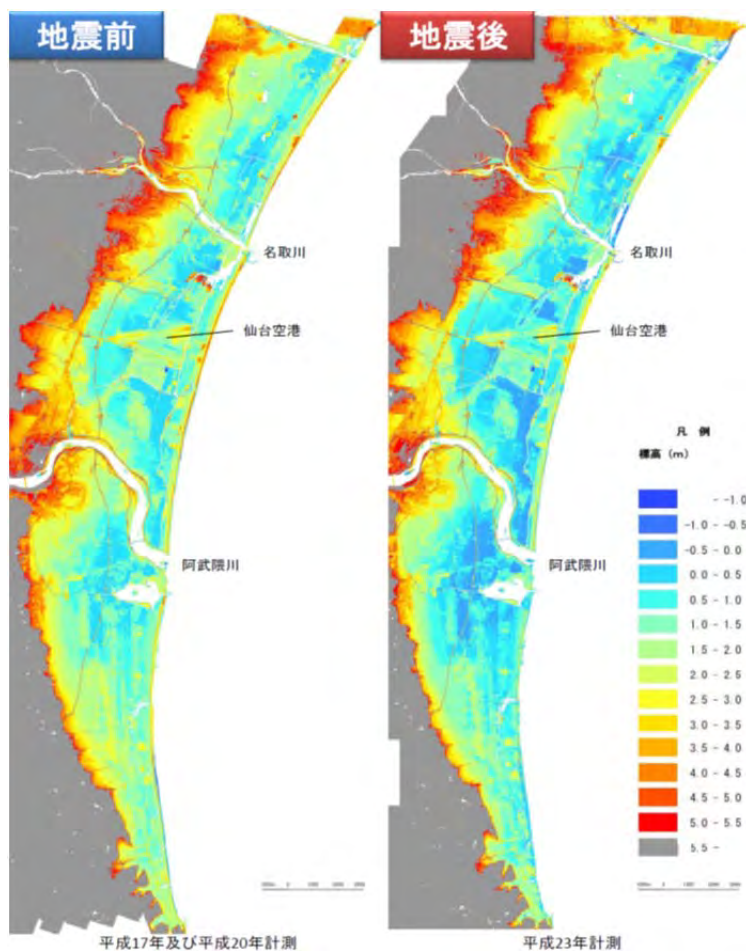 地震前
地震後
名取川
名取川
仙台空港
仙台空港
阿武隈川
阿武隈川
凡 例
標高 (m)
- -1.0
-1.0 - -0.5
-0.5 - 0.0
0.0 - 0.5
0.5 - 1.0
1.0 - 1.5
1.5 - 2.0
2.0 - 2.5
2.5 - 3.0
3.0 - 3.5
3.5 - 4.0
4.0 - 4.5
4.5 - 5.0
5.0 - 5.5
5.5 -
平成17年及び平成20年計測
平成23年計測